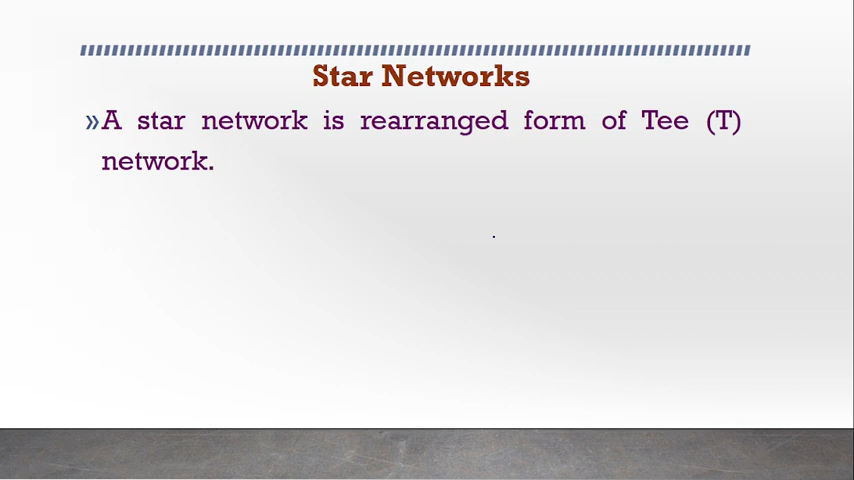 Star Networks
»A star network is rearranged form of Tee (T)
network.